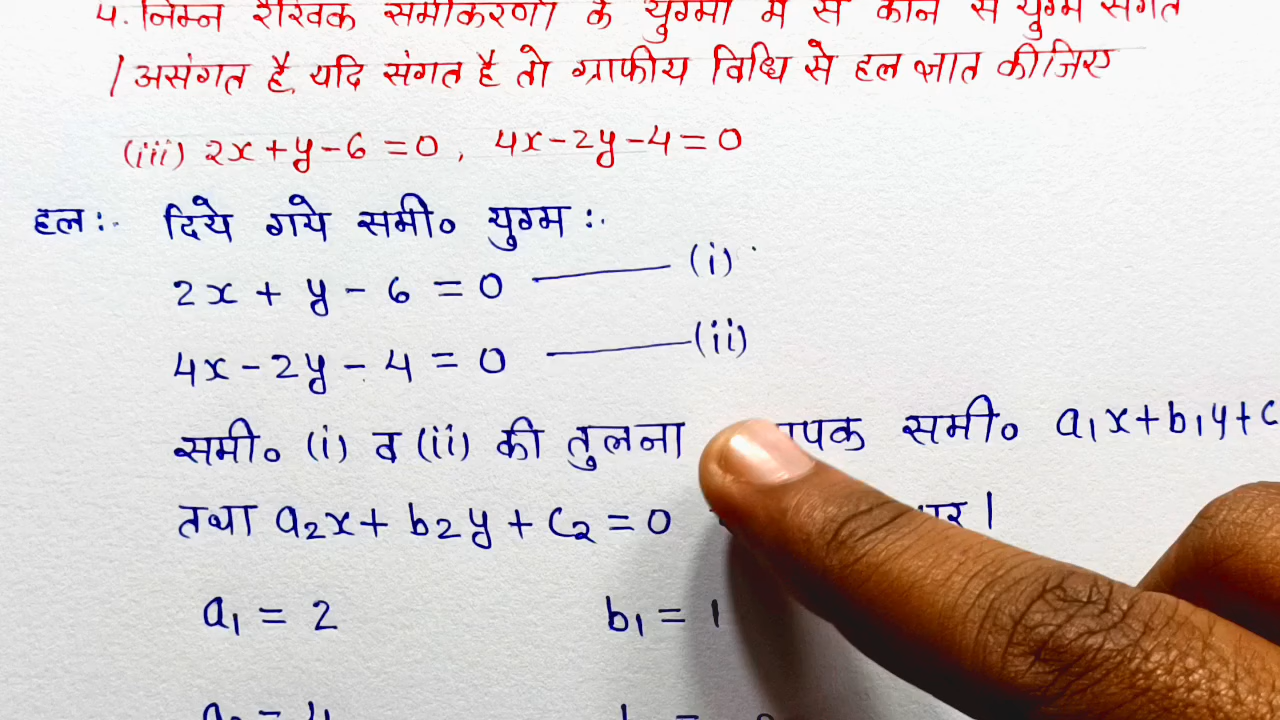 4. निम्न रैखिक समीकरणों के युग्मों में से कौन से युग्म संगत
/असंगत है, यदि संगत है तो ग्राफीय विधि से हल ज्ञात कीजिए
(iii) 2x+y-6=0, 4x-2y-4=0
हल:- दिये गये समी० युग्म :-
2x + y - 6 = 0 —— (i)
4x - 2y - 4 = 0 —— (ii)
समी० (i) व (ii) की तुलना समी० a₁x+b₁y+c
तथा a₂x + b₂y + c₂ = 0
a₁ = 2 b₁ = 1
a₂ = 4